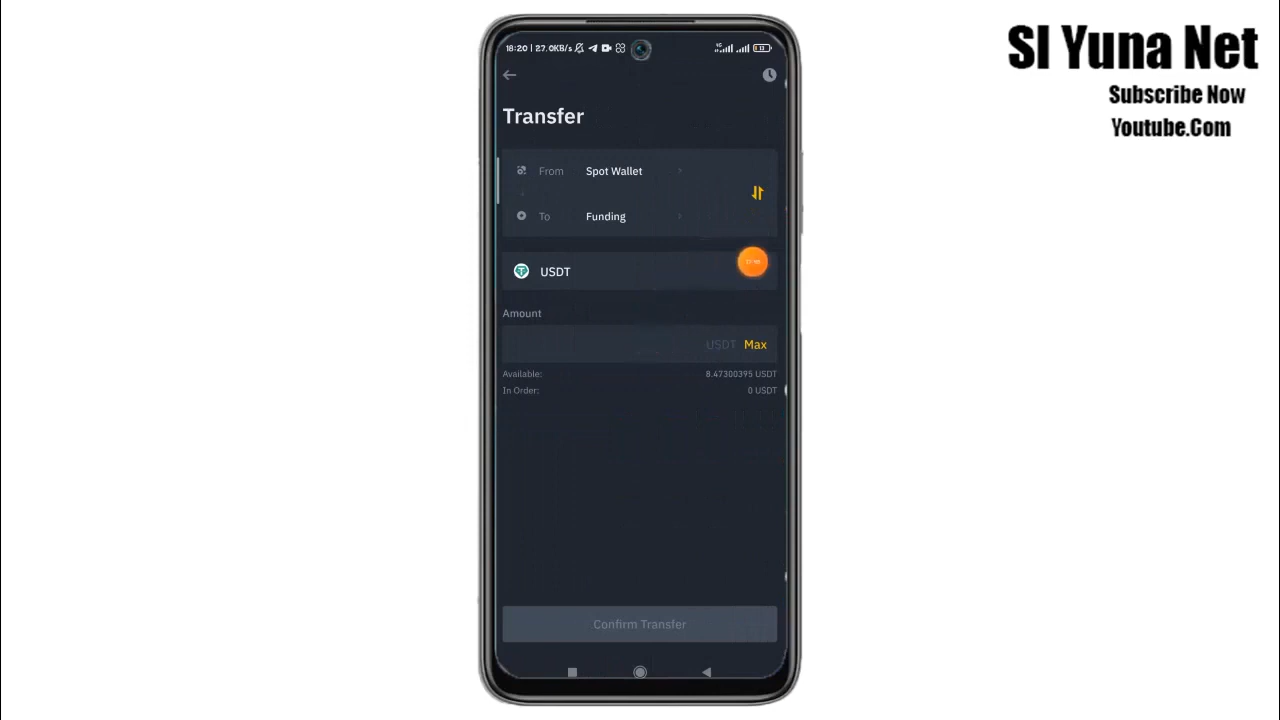 SI Yuna Net
Subscribe Now
Youtube.Com
18:20 | 27.0KB/s
Transfer
From Spot Wallet >
To Funding >
USDT
Amount
USDT Max
Available: 8.47300395 USDT
In Order: 0 USDT
Confirm Transfer